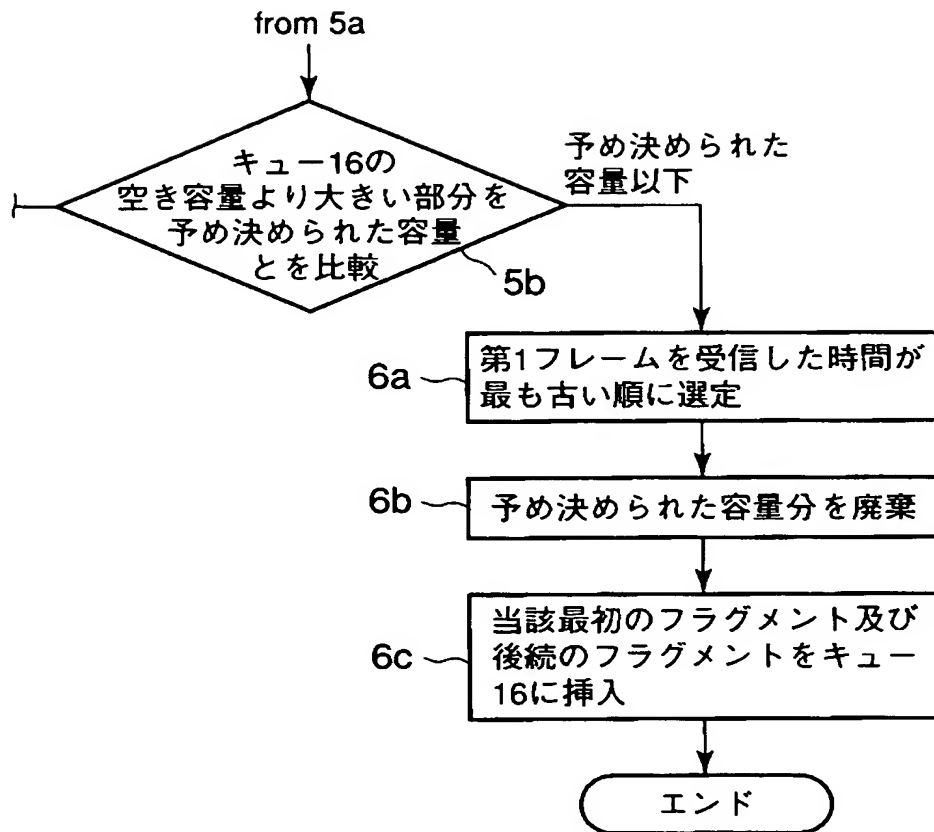 from 5a
キュー16の
空き容量より大きい部分を
予め決められた容量
とを比較
予め決められた
容量以下
5b
6a
第1フレームを受信した時間が
最も古い順に選定
6b
予め決められた容量分を廃棄
6c
当該最初のフラグメント及び
後続のフラグメントをキュー
16に挿入
エンド